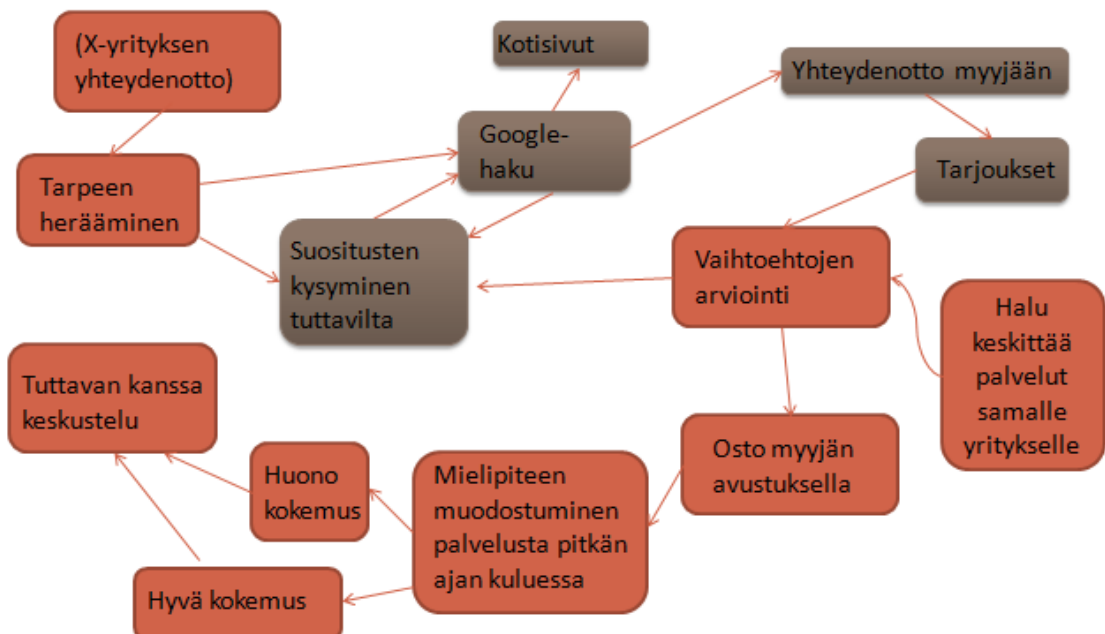 (X-yrityksen
yhteydenotto)
Kotisivut
Yhteydenotto myyjään
Google-
haku
Tarpeen
herääminen
Tarjoukset
Suositusten
kysyminen
tuttavilta
Vaihtoehtojen
arviointi
Halu
keskittää
palvelut
samalle
yritykselle
Tuttavan kanssa
keskustelu
Osto myyjän
avustuksella
Huono
kokemus
Mielipiteen
muodostuminen
palvelusta pitkän
ajan kuluessa
Hyvä kokemus